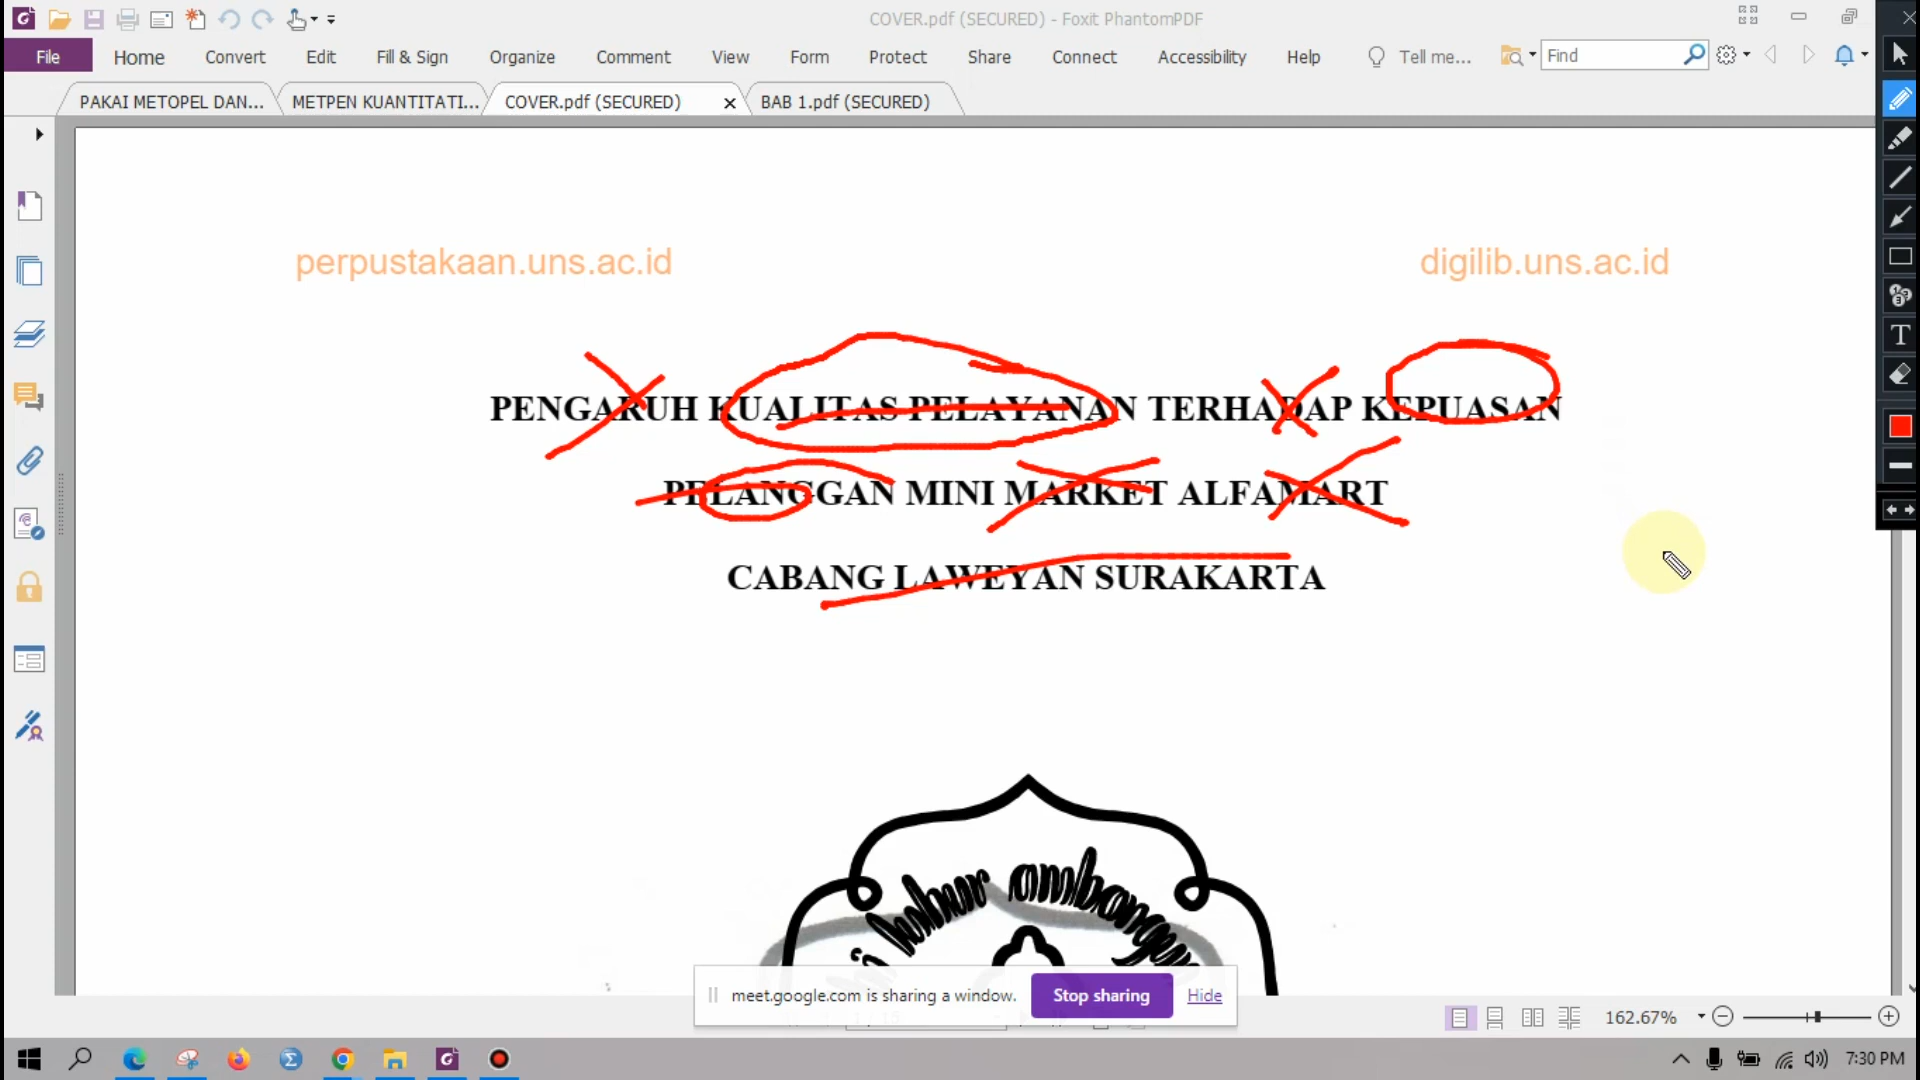 COVER.pdf (SECURED) - Foxit PhantomPDF
File Home Convert Edit Fill & Sign Organize Comment View Form Protect Share Connect Accessibility Help Tell me... Find
PAKAI METOPEL DAN... METPEN KUANTITATI... COVER.pdf (SECURED) BAB 1.pdf (SECURED)
perpustakaan.uns.ac.id digilib.uns.ac.id
PENGARUH KUALITAS PELAYANAN TERHADAP KEPUASAN
PELANGGAN MINI MARKET ALFAMART
CABANG LAWEYAN SURAKARTA
meet.google.com is sharing a window. Stop sharing Hide
162.67%
7:30 PM